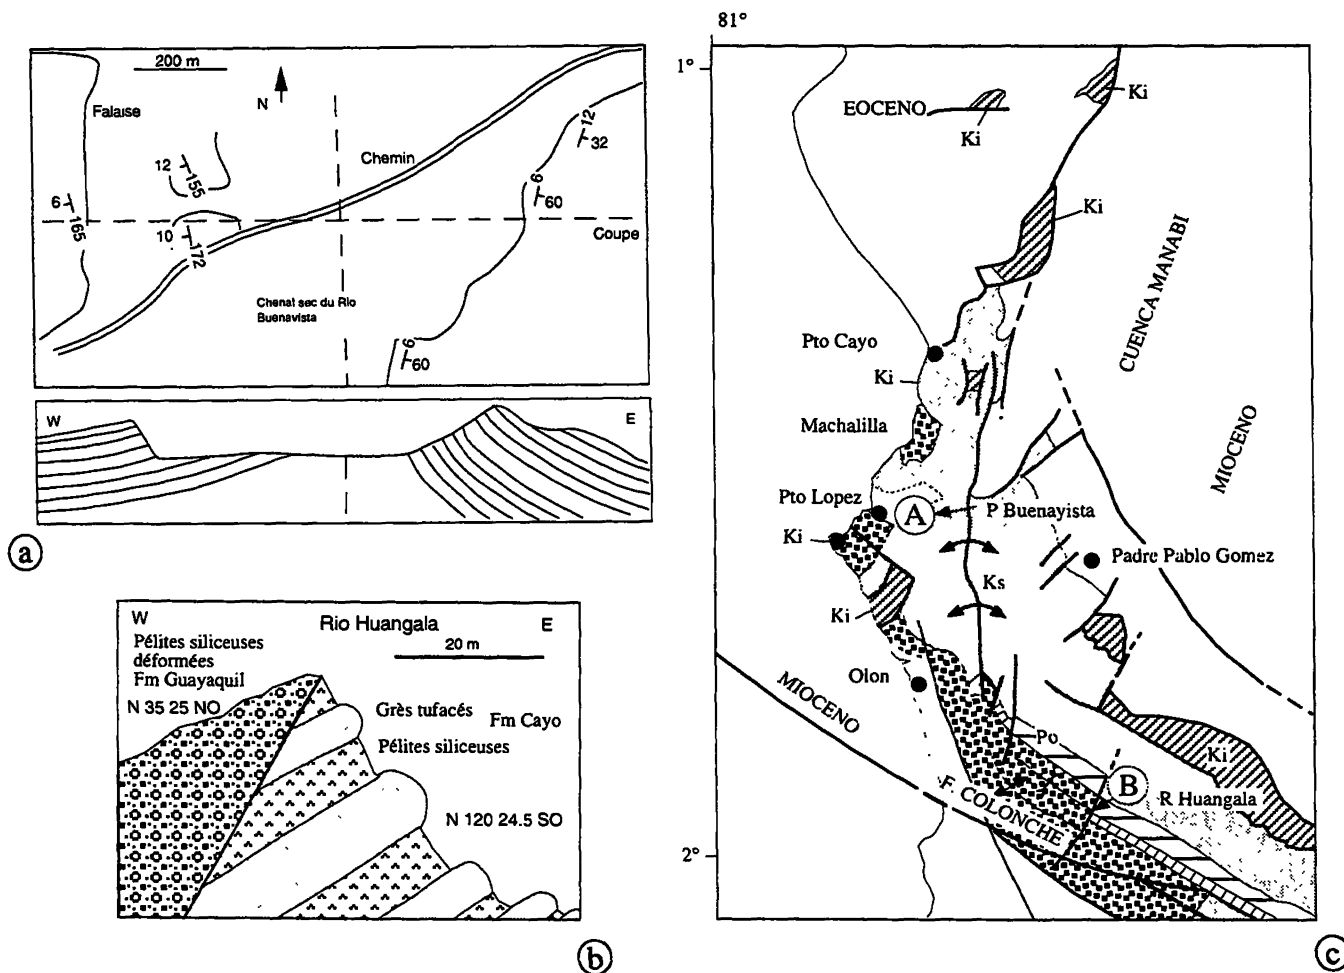 200 m
N
Falaise
Chemin
12
155
6
165
10
172
12
32
6
60
Coupe
Chenat sec du Rio
Buenavista
6
60
W
E
a
W
Rio Huangala
E
20 m
Pélites siliceuses
déformées
Fm Guayaquil
N 35 25 NO
Grès tufacés
Fm Cayo
Pélites siliceuses
N 120 24.5 SO
b
81°
1°
EOCENO
Ki
Ki
Ki
CUENCA MANABI
Pto Cayo
Ki
Machalilla
MIOCENO
Pto Lopez
A
P Buenayista
Ki
Padre Pablo Gomez
Ks
Ki
Olon
MIOCENO
Po
Ki
B
R Huangala
F. COLONCHE
2°
c